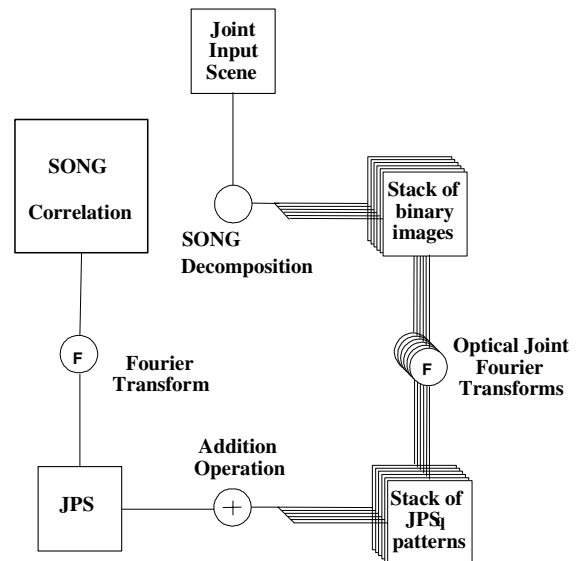 Joint
Input
Scene
SONG
Correlation
SONG
Decomposition
Stack of
binary
images
F
Fourier
Transform
F
Optical Joint
Fourier
Transforms
Addition
Operation
JPS
+
Stack of
JPSq
patterns